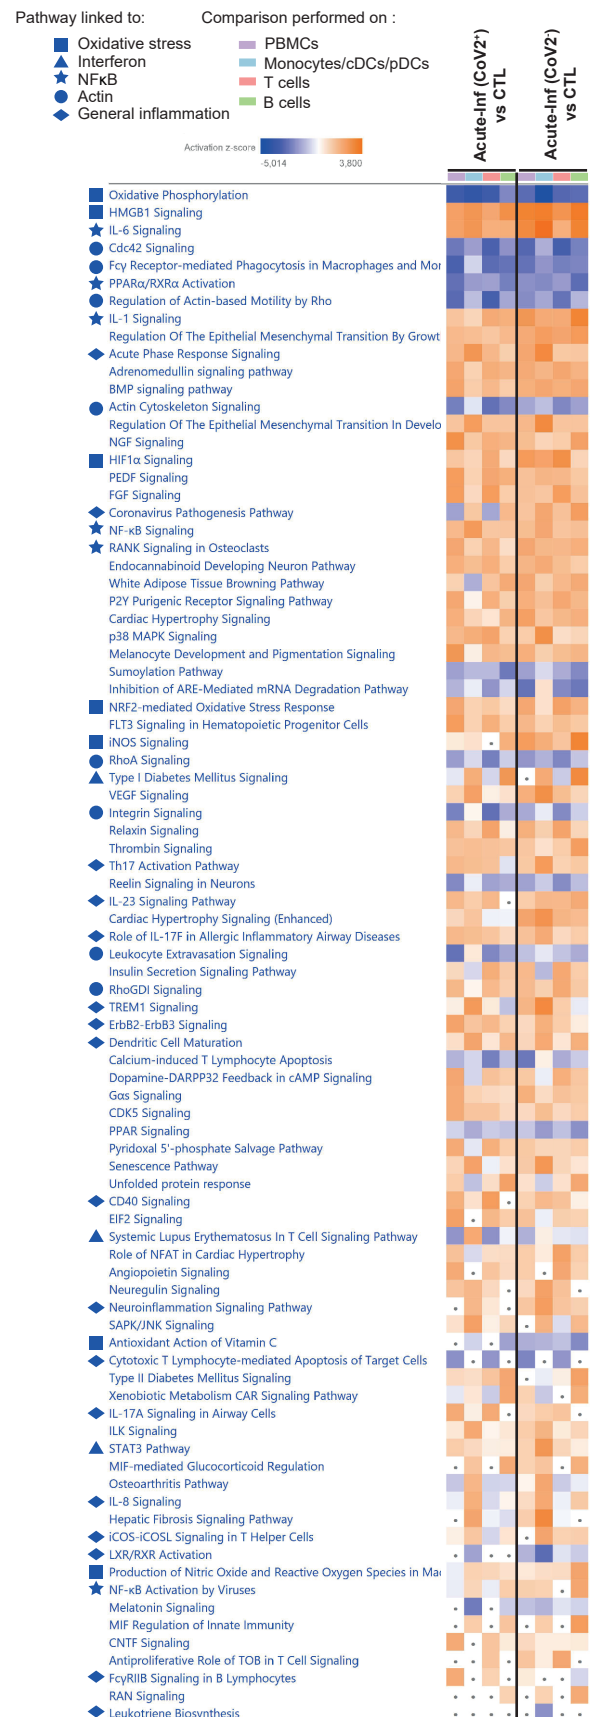 Pathway linked to:
Comparison performed on :
Oxidative stress
Interferon
NFκB
Actin
General inflammation
PBMCs
Monocytes/cDCs/pDCs
T cells
B cells
Acute-Inf (CoV2⁺)
vs CTL
Acute-Inf (CoV2⁻)
vs CTL
Activation z-score
-5,014
3,800
Oxidative Phosphorylation
HMGB1 Signaling
IL-6 Signaling
Cdc42 Signaling
Fcγ Receptor-mediated Phagocytosis in Macrophages and Mor
PPARα/RXRα Activation
Regulation of Actin-based Motility by Rho
IL-1 Signaling
Regulation Of The Epithelial Mesenchymal Transition By Growt
Acute Phase Response Signaling
Adrenomedullin signaling pathway
BMP signaling pathway
Actin Cytoskeleton Signaling
Regulation Of The Epithelial Mesenchymal Transition In Develo
NGF Signaling
HIF1α Signaling
PEDF Signaling
FGF Signaling
Coronavirus Pathogenesis Pathway
NF-κB Signaling
RANK Signaling in Osteoclasts
Endocannabinoid Developing Neuron Pathway
White Adipose Tissue Browning Pathway
P2Y Purigenic Receptor Signaling Pathway
Cardiac Hypertrophy Signaling
p38 MAPK Signaling
Melanocyte Development and Pigmentation Signaling
Sumoylation Pathway
Inhibition of ARE-Mediated mRNA Degradation Pathway
NRF2-mediated Oxidative Stress Response
FLT3 Signaling in Hematopoietic Progenitor Cells
iNOS Signaling
RhoA Signaling
Type I Diabetes Mellitus Signaling
VEGF Signaling
Integrin Signaling
Relaxin Signaling
Thrombin Signaling
Th17 Activation Pathway
Reelin Signaling in Neurons
IL-23 Signaling Pathway
Cardiac Hypertrophy Signaling (Enhanced)
Role of IL-17F in Allergic Inflammatory Airway Diseases
Leukocyte Extravasation Signaling
Insulin Secretion Signaling Pathway
RhoGDI Signaling
TREM1 Signaling
ErbB2-ErbB3 Signaling
Dendritic Cell Maturation
Calcium-induced T Lymphocyte Apoptosis
Dopamine-DARPP32 Feedback in cAMP Signaling
Gαs Signaling
CDK5 Signaling
PPAR Signaling
Pyridoxal 5'-phosphate Salvage Pathway
Senescence Pathway
Unfolded protein response
CD40 Signaling
EIF2 Signaling
Systemic Lupus Erythematosus In T Cell Signaling Pathway
Role of NFAT in Cardiac Hypertrophy
Angiopoietin Signaling
Neuregulin Signaling
Neuroinflammation Signaling Pathway
SAPK/JNK Signaling
Antioxidant Action of Vitamin C
Cytotoxic T Lymphocyte-mediated Apoptosis of Target Cells
Type II Diabetes Mellitus Signaling
Xenobiotic Metabolism CAR Signaling Pathway
IL-17A Signaling in Airway Cells
ILK Signaling
STAT3 Pathway
MIF-mediated Glucocorticoid Regulation
Osteoarthritis Pathway
IL-8 Signaling
Hepatic Fibrosis Signaling Pathway
iCOS-iCOSL Signaling in T Helper Cells
LXR/RXR Activation
Production of Nitric Oxide and Reactive Oxygen Species in Mac
NF-κB Activation by Viruses
Melatonin Signaling
MIF Regulation of Innate Immunity
CNTF Signaling
Antiproliferative Role of TOB in T Cell Signaling
FcγRIIB Signaling in B Lymphocytes
RAN Signaling
Leukotriene Biosynthesis